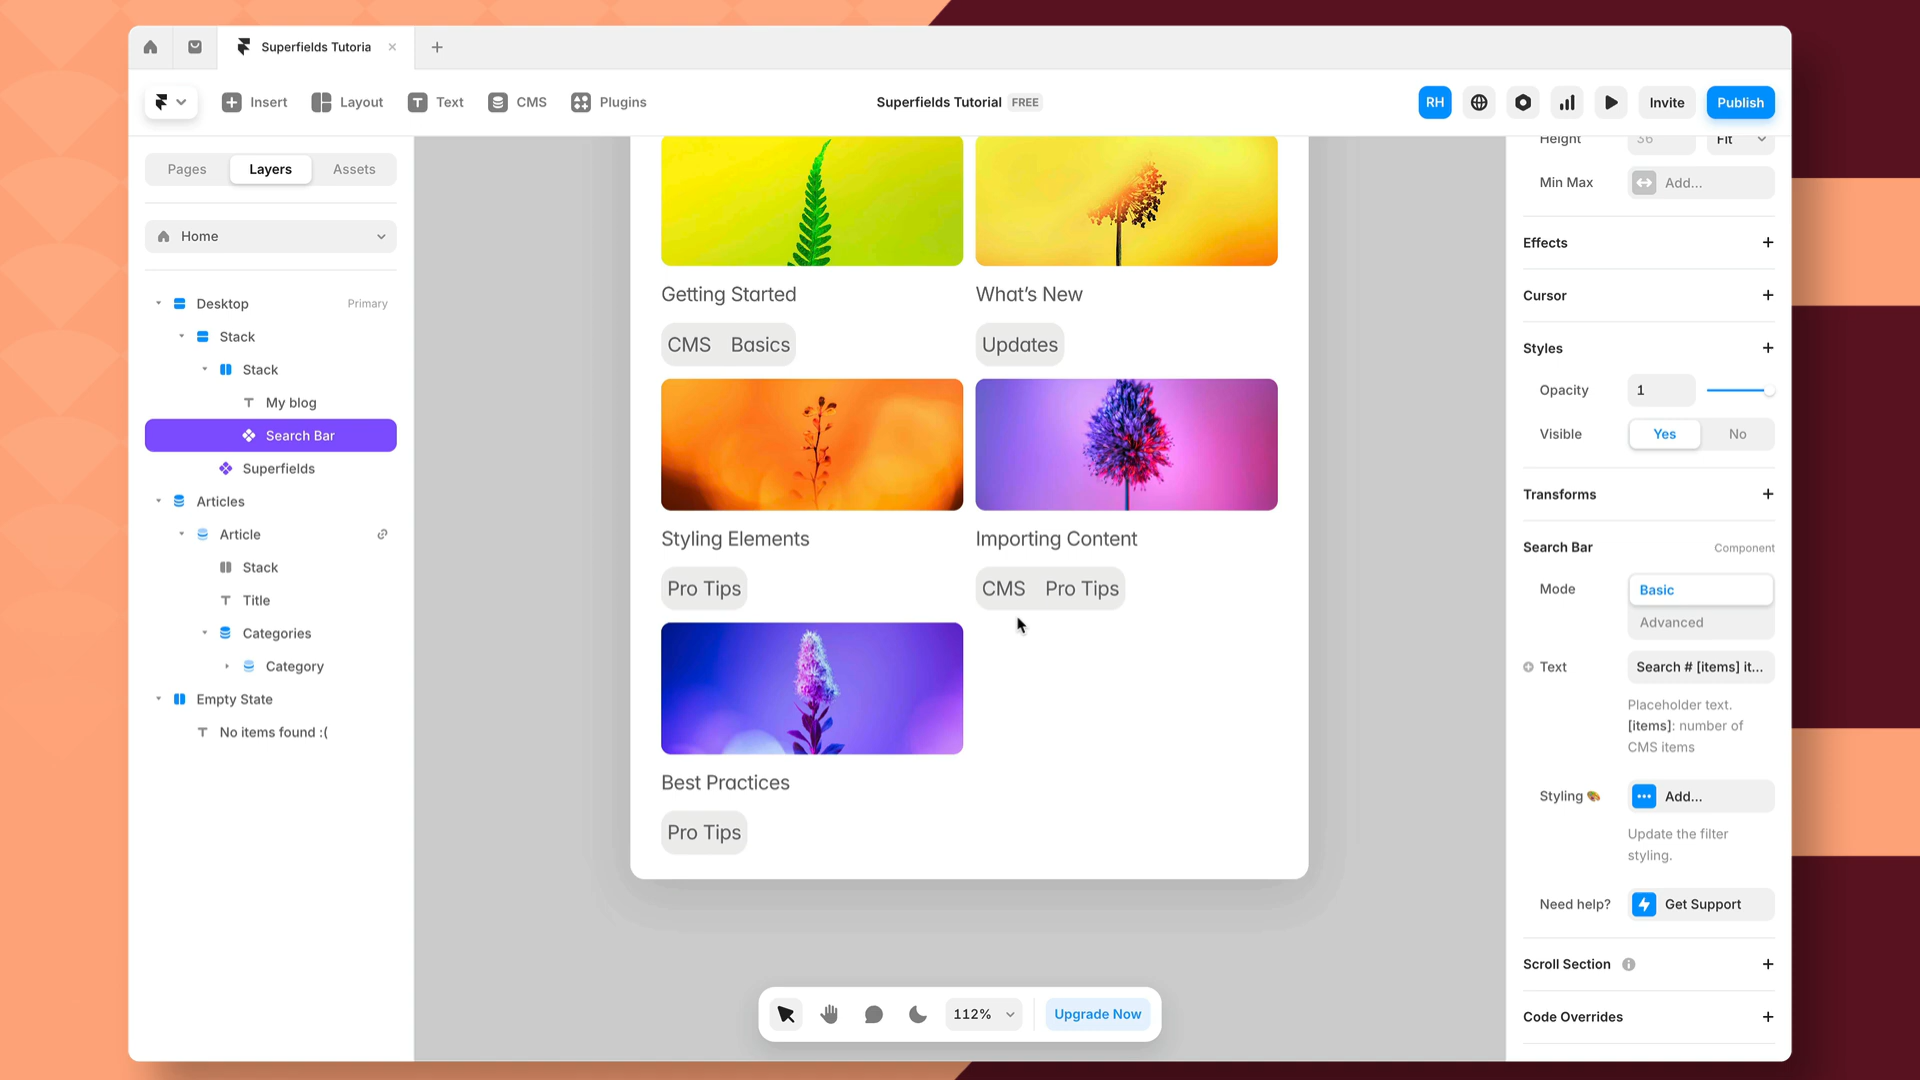 Superfields Tutoria
Insert
Layout
Text
CMS
Plugins
Superfields Tutorial
FREE
RH
Invite
Publish
Pages
Layers
Assets
Home
Desktop
Primary
Stack
Stack
My blog
Search Bar
Superfields
Articles
Article
Stack
Title
Categories
Category
Empty State
No items found :(
Getting Started
What's New
CMS Basics
Updates
Styling Elements
Importing Content
Pro Tips
CMS Pro Tips
Best Practices
Pro Tips
112%
Upgrade Now
Height
36
Fit
Min Max
Add...
Effects
Cursor
Styles
Opacity
1
Visible
Yes
No
Transforms
Search Bar
Component
Mode
Basic
Advanced
Text
Search # [items] it...
Placeholder text.
[items]: number of
CMS items
Styling
Add...
Update the filter
styling.
Need help?
Get Support
Scroll Section
Code Overrides